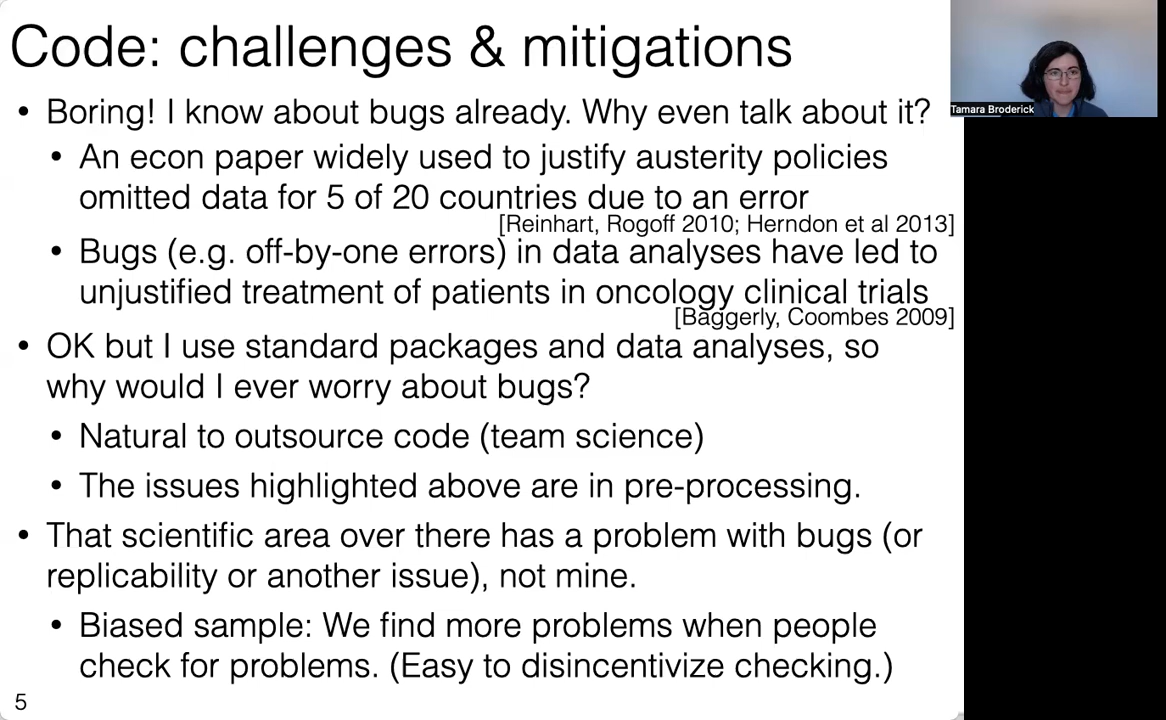 Code: challenges & mitigations
• Boring! I know about bugs already. Why even talk about it?
• An econ paper widely used to justify austerity policies
omitted data for 5 of 20 countries due to an error
[Reinhart, Rogoff 2010; Herndon et al 2013]
• Bugs (e.g. off-by-one errors) in data analyses have led to
unjustified treatment of patients in oncology clinical trials
[Baggerly, Coombes 2009]
• OK but I use standard packages and data analyses, so
why would I ever worry about bugs?
• Natural to outsource code (team science)
• The issues highlighted above are in pre-processing.
• That scientific area over there has a problem with bugs (or
replicability or another issue), not mine.
• Biased sample: We find more problems when people
check for problems. (Easy to disincentivize checking.)
5
Tamara Broderick